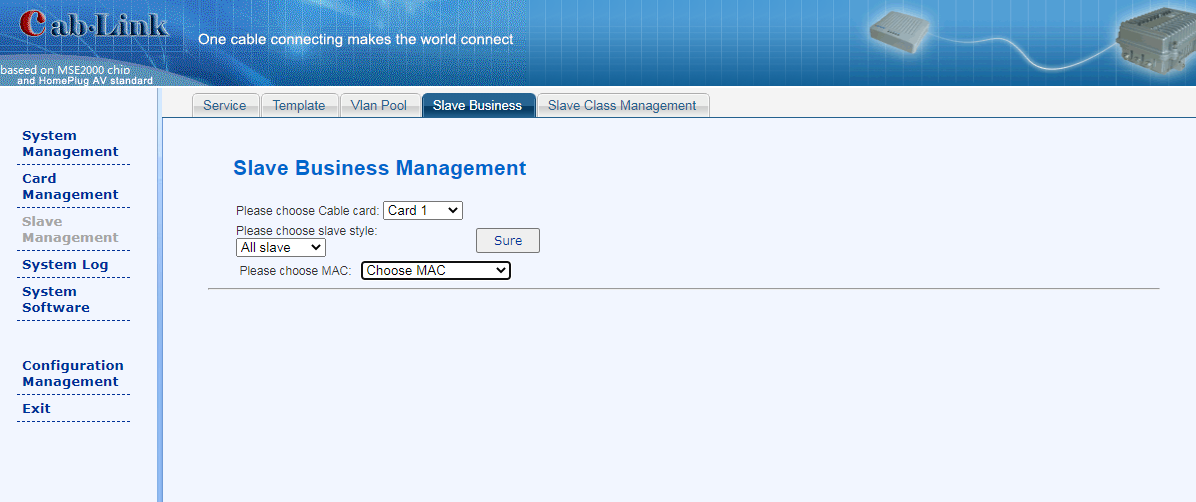 Cab·Link
One cable connecting makes the world connect
baseed on MSE2000 chip
and HomePlug AV standard
Service Template Vlan Pool Slave Business Slave Class Management
System
Management
Card
Management
Slave
Management
System Log
System
Software
Configuration
Management
Exit
Slave Business Management
Please choose Cable card: Card 1
Please choose slave style:
All slave
Sure
Please choose MAC: Choose MAC